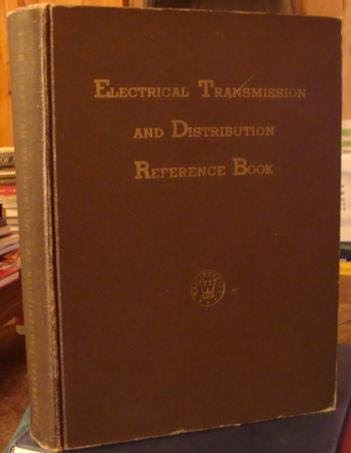 Electrical Transmission
and Distribution
Reference Book
W